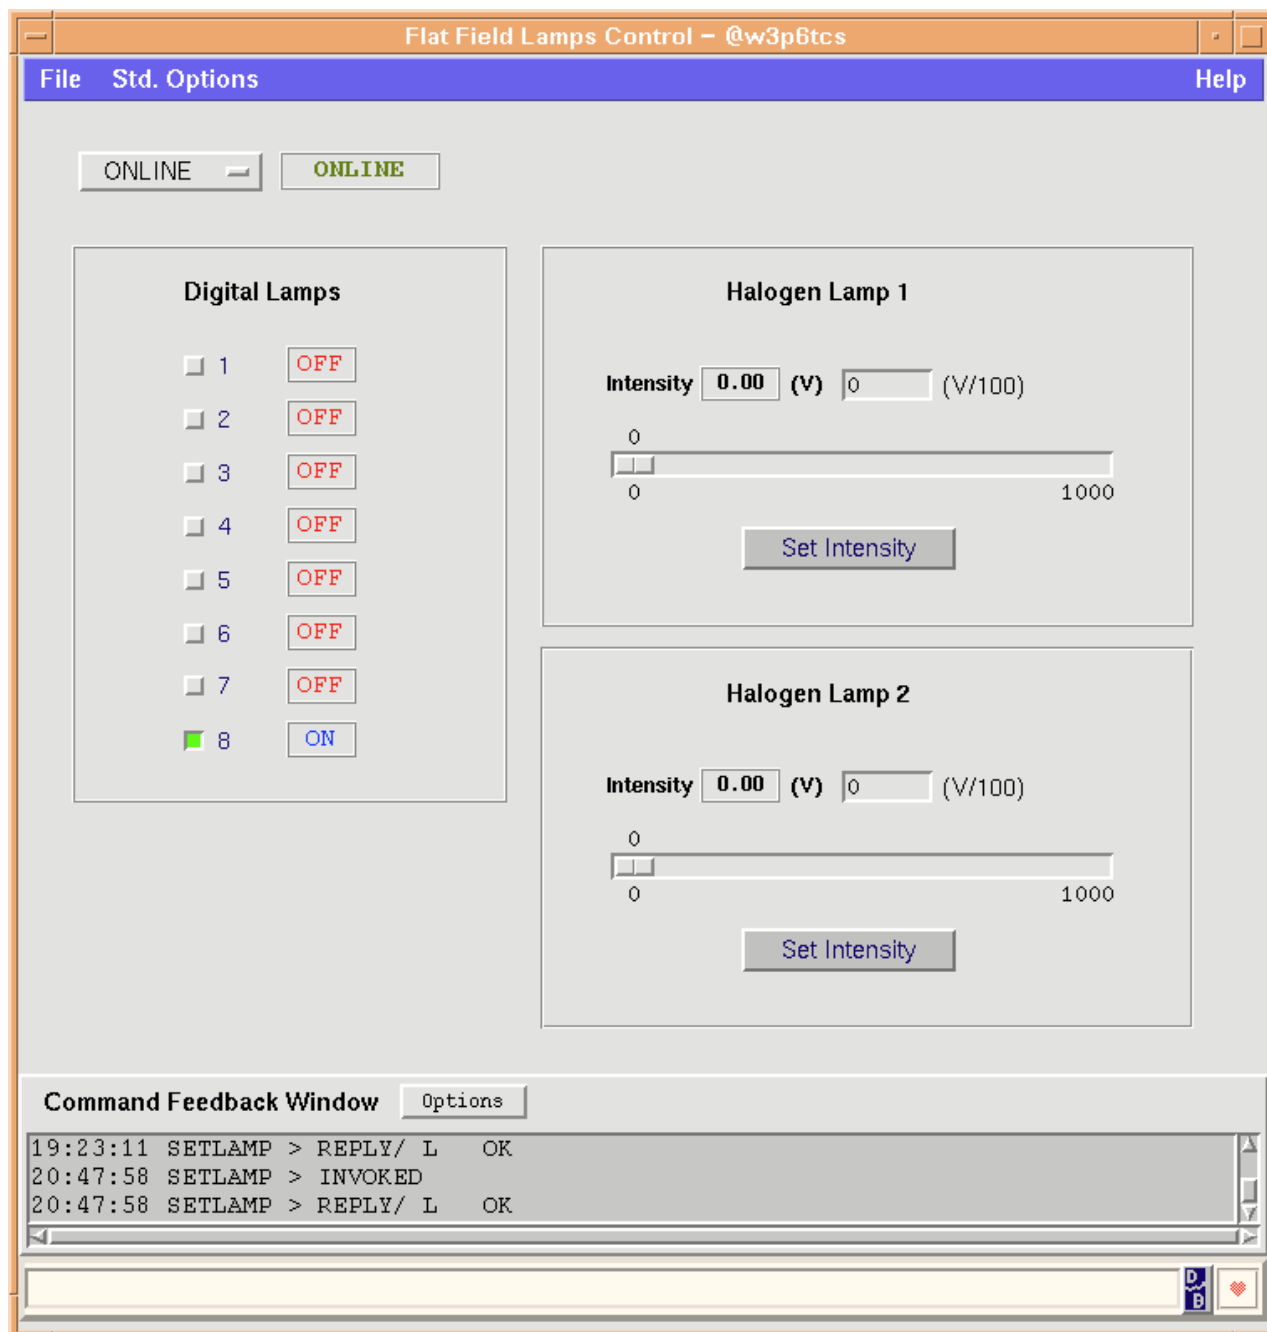 Flat Field Lamps Control – @w3p6tcs
File Std. Options Help
ONLINE ONLINE
Digital Lamps
1 OFF
2 OFF
3 OFF
4 OFF
5 OFF
6 OFF
7 OFF
8 ON
Halogen Lamp 1
Intensity 0.00 (V) 0 (V/100)
0
0 1000
Set Intensity
Halogen Lamp 2
Intensity 0.00 (V) 0 (V/100)
0
0 1000
Set Intensity
Command Feedback Window Options
19:23:11 SETLAMP > REPLY/ L OK
20:47:58 SETLAMP > INVOKED
20:47:58 SETLAMP > REPLY/ L OK
D
B